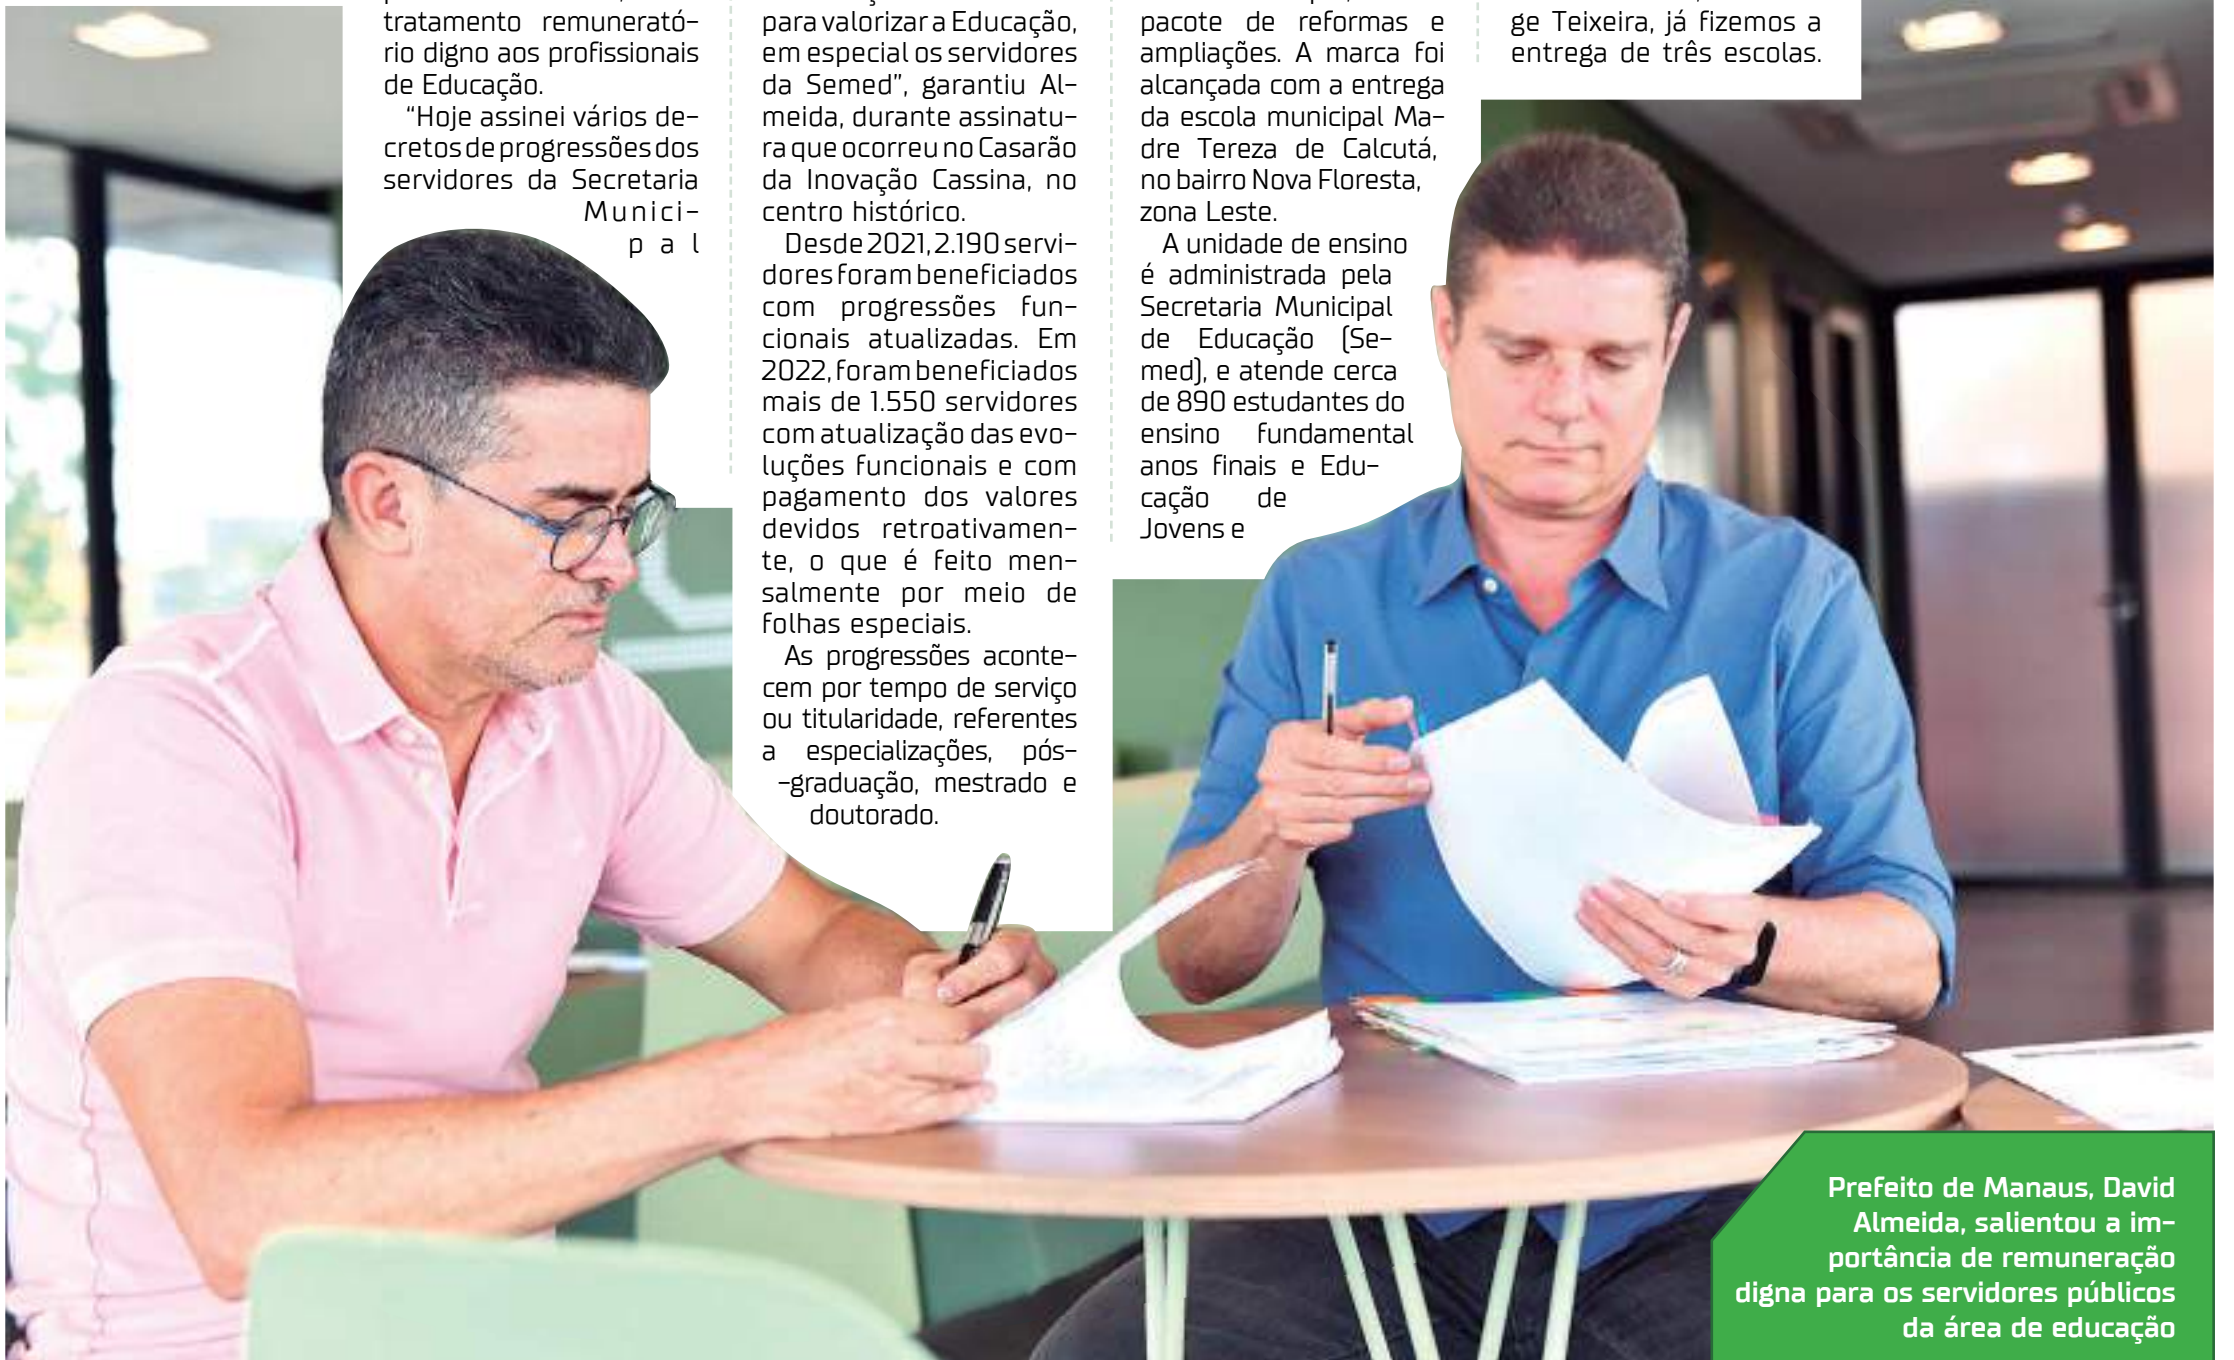 tratamento remunerató-
rio digno aos profissionais
de Educação.
“Hoje assinei vários de-
cretos de progressões dos
servidores da Secretaria
Munici-
pal
para valorizar a Educação,
em especial os servidores
da Semed”, garantiu Al-
meida, durante assinatu-
ra que ocorreu no Casarão
da Inovação Cassina, no
centro histórico.
Desde 2021, 2.190 servi-
dores foram beneficiados
com progressões fun-
cionais atualizadas. Em
2022, foram beneficiados
mais de 1.550 servidores
com atualização das evo-
luções funcionais e com
pagamento dos valores
devidos retroativamen-
te, o que é feito men-
salmente por meio de
folhas especiais.
As progressões aconte-
cem por tempo de serviço
ou titularidade, referentes
a especializações, pós-
-graduação, mestrado e
doutorado.
pacote de reformas e
ampliações. A marca foi
alcançada com a entrega
da escola municipal Ma-
dre Tereza de Calcutá,
no bairro Nova Floresta,
zona Leste.
A unidade de ensino
é administrada pela
Secretaria Municipal
de Educação (Se-
med), e atende cerca
de 890 estudantes do
ensino fundamental
anos finais e Edu-
cação de
Jovens e
ge Teixeira, já fizemos a
entrega de três escolas.
Prefeito de Manaus, David
Almeida, salientou a im-
portância de remuneração
digna para os servidores públicos
da área de educação